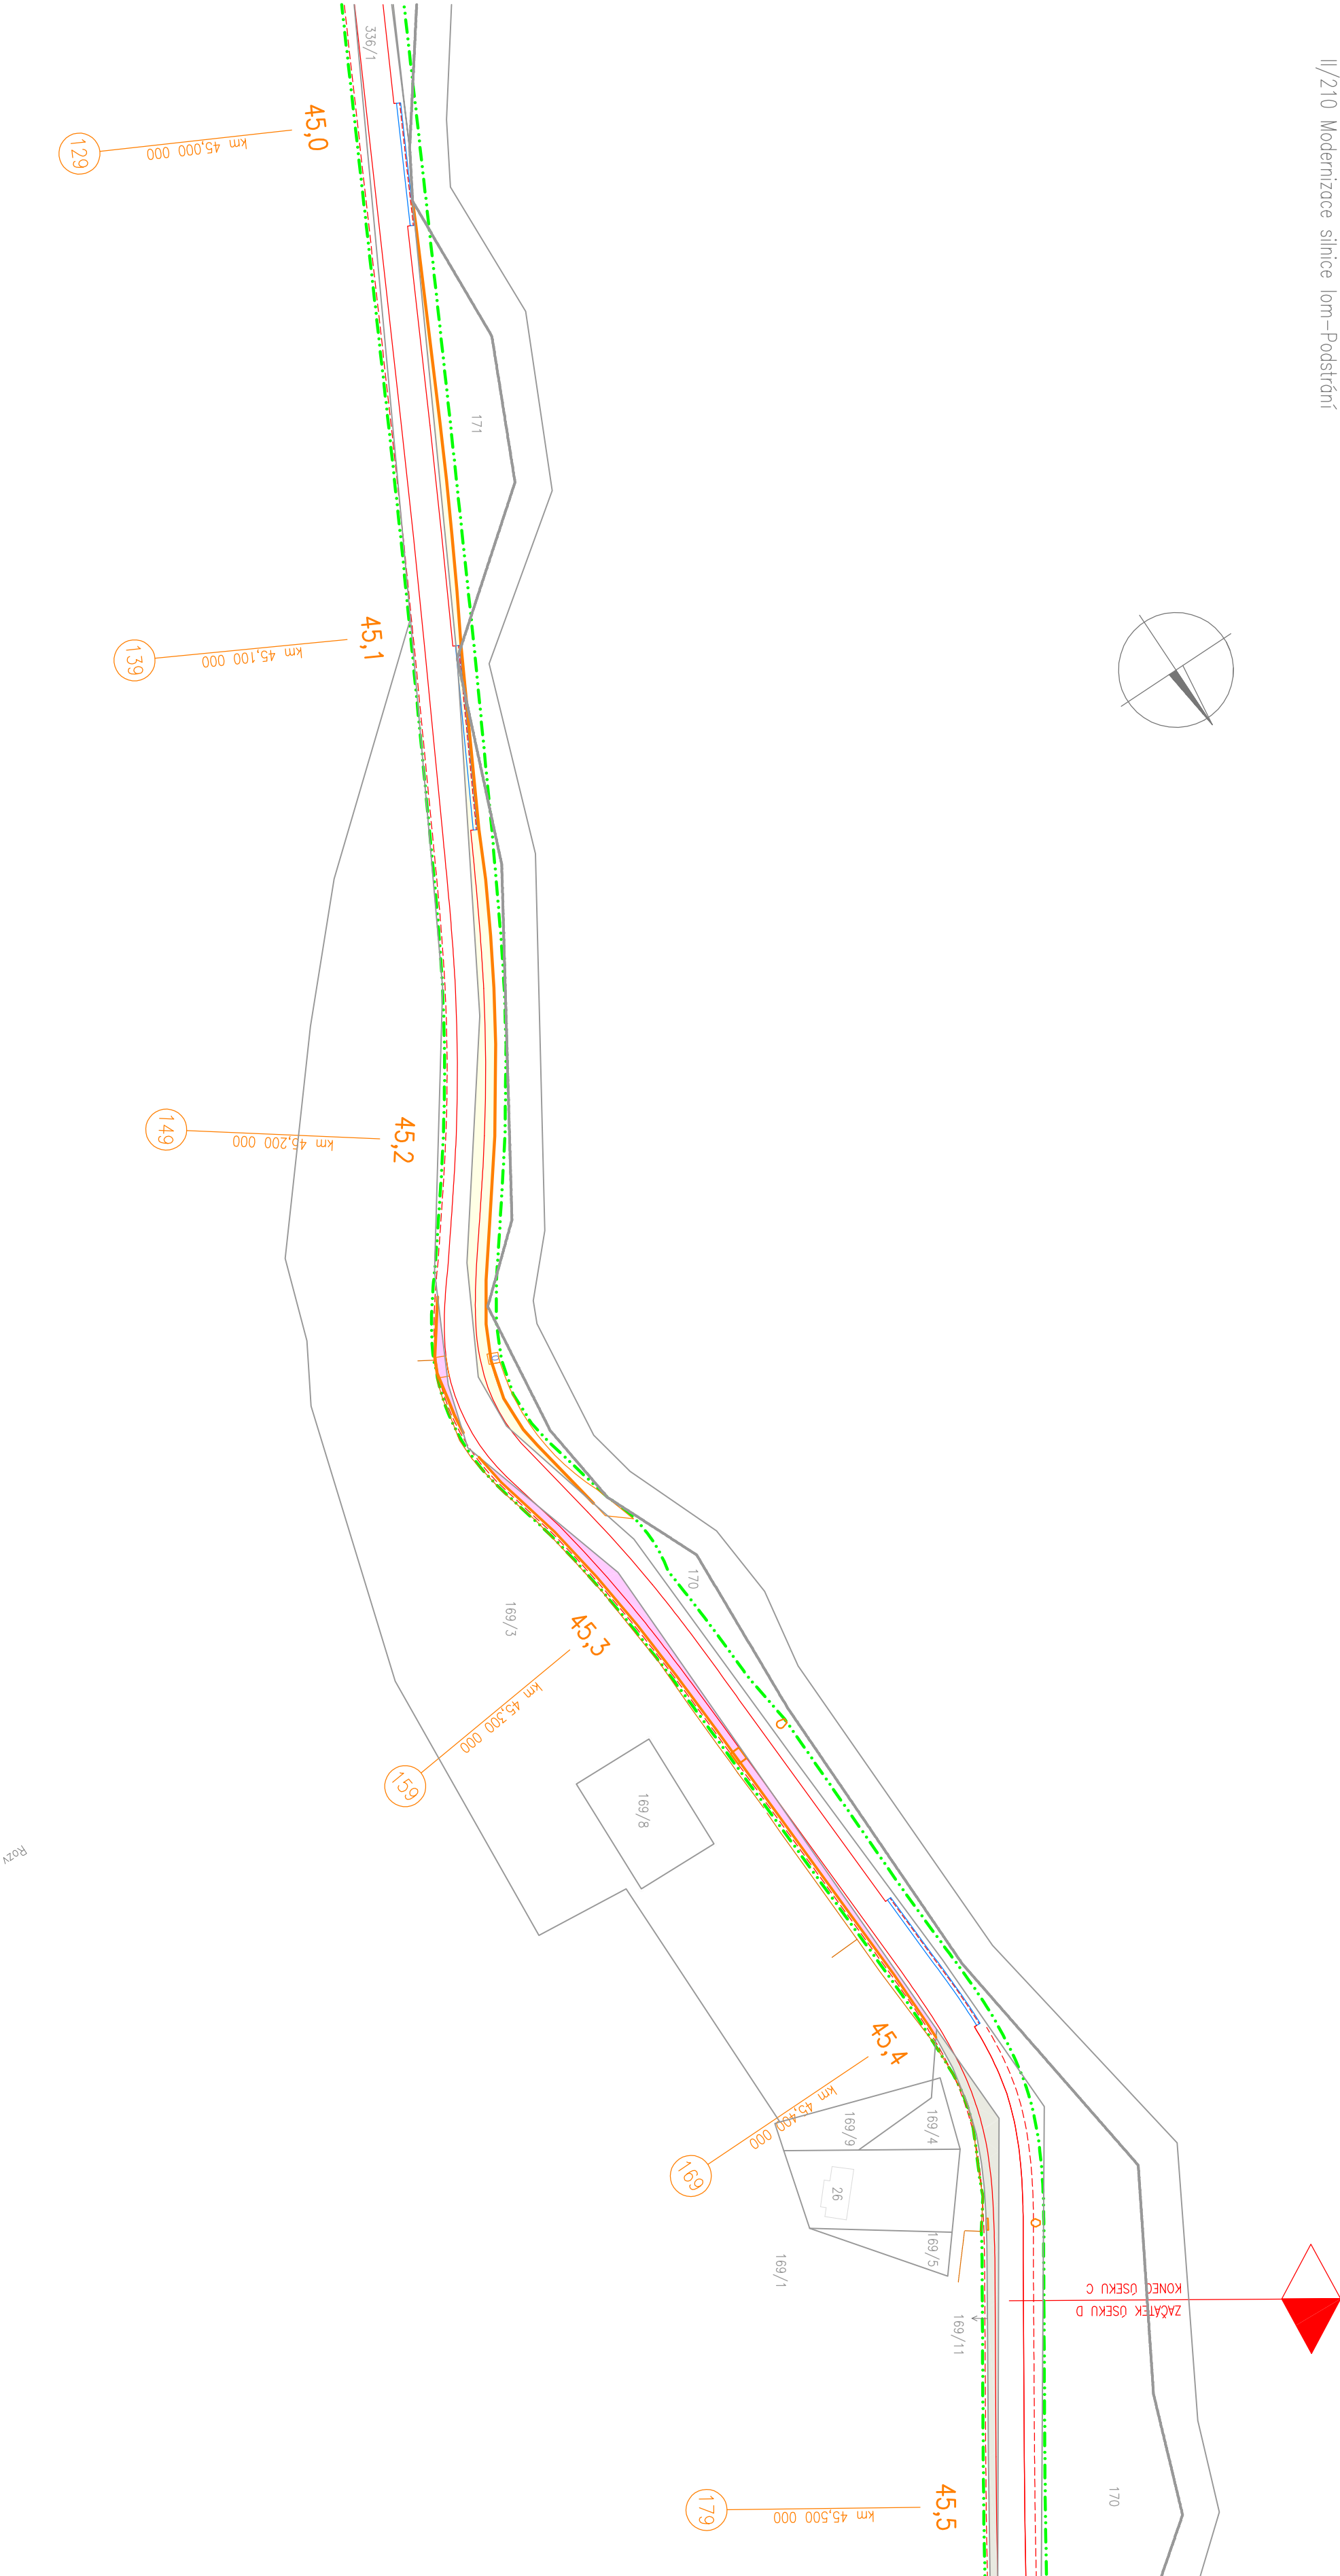 II/210 Modernizace silnice lom-Podstrání
336/1
45,0
km 45,000 000
129
171
45,1
km 45,100 000
139
45,2
km 45,200 000
149
170
169/3
45,3
km 45,300 000
159
169/8
Rozv
45,4
km 45,400 000
169
169/9
169/4
26
169/5
169/1
KONEC ÚSEKU C
ZAČÁTEK ÚSEKU D
169/11
170
45,5
km 45,500 000
179